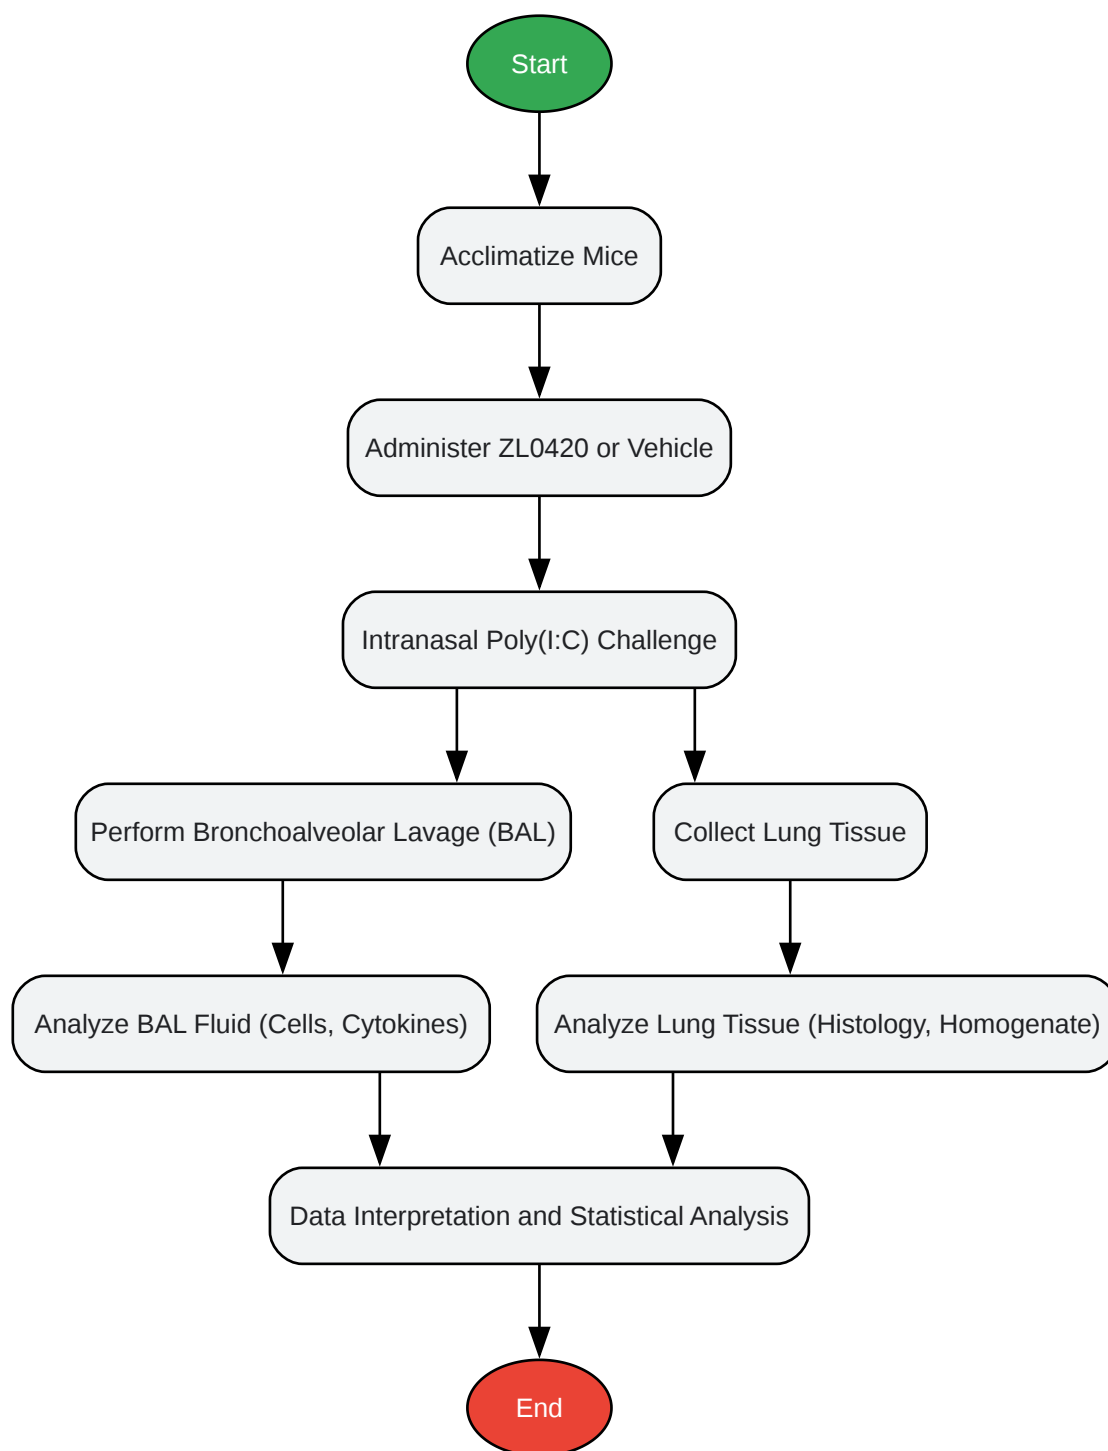 Start
Acclimatize Mice
Administer ZL0420 or Vehicle
Intranasal Poly(I:C) Challenge
Perform Bronchoalveolar Lavage (BAL)
Collect Lung Tissue
Analyze BAL Fluid (Cells, Cytokines)
Analyze Lung Tissue (Histology, Homogenate)
Data Interpretation and Statistical Analysis
End